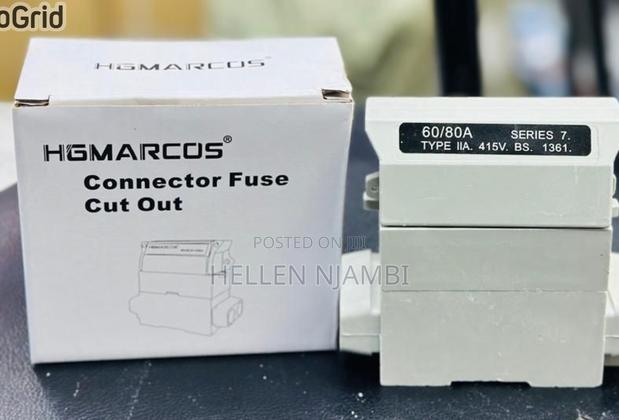 oGrid
HGMARCOS
HGMARCOS®
Connector Fuse
Cut Out
60/80A SERIES 7.
TYPE IIA. 415V. BS. 1361.
POSTED ON JIJI
HELLEN NJAMBI
HGMARCOS